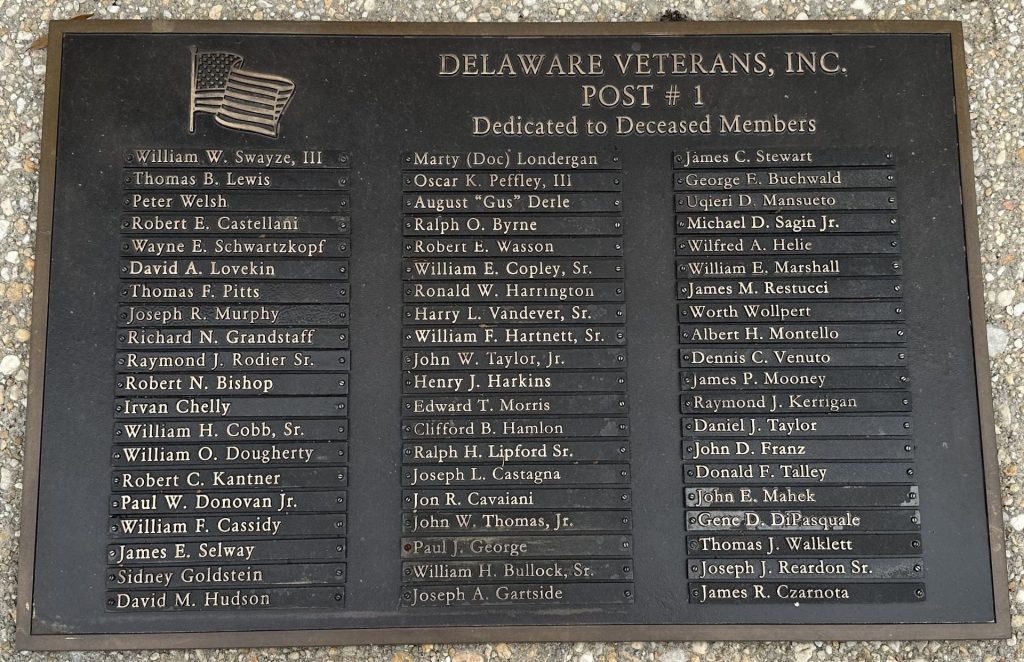 DELAWARE VETERANS, INC.
POST # 1
Dedicated to Deceased Members
William W. Swayze, III
Thomas B. Lewis
Peter Welsh
Robert E. Castellani
Wayne E. Schwartzkopf
David A. Lovekin
Thomas F. Pitts
Joseph R. Murphy
Richard N. Grandstaff
Raymond J. Rodier Sr.
Robert N. Bishop
Irvan Chelly
William H. Cobb, Sr.
William O. Dougherty
Robert C. Kantner
Paul W. Donovan Jr.
William F. Cassidy
James E. Selway
Sidney Goldstein
David M. Hudson
Marty (Doc) Londergan
Oscar K. Peffley, III
August "Gus" Derle
Ralph O. Byrne
Robert E. Wasson
William E. Copley, Sr.
Ronald W. Harrington
Harry L. Vandever, Sr.
William F. Hartnett, Sr.
John W. Taylor, Jr.
Henry J. Harkins
Edward T. Morris
Clifford B. Hamlon
Ralph H. Lipford Sr.
Joseph L. Castagna
Jon R. Cavaiani
John W. Thomas, Jr.
Paul J. George
William H. Bullock, Sr.
Joseph A. Gartside
James C. Stewart
George E. Buchwald
Uqieri D. Mansueto
Michael D. Sagin Jr.
Wilfred A. Helie
William E. Marshall
James M. Restucci
Worth Wollpert
Albert H. Montello
Dennis C. Venuto
James P. Mooney
Raymond J. Kerrigan
Daniel J. Taylor
John D. Franz
Donald F. Talley
John E. Mahek
Gene D. DiPasquale
Thomas J. Walklett
Joseph J. Reardon Sr.
James R. Czarnota